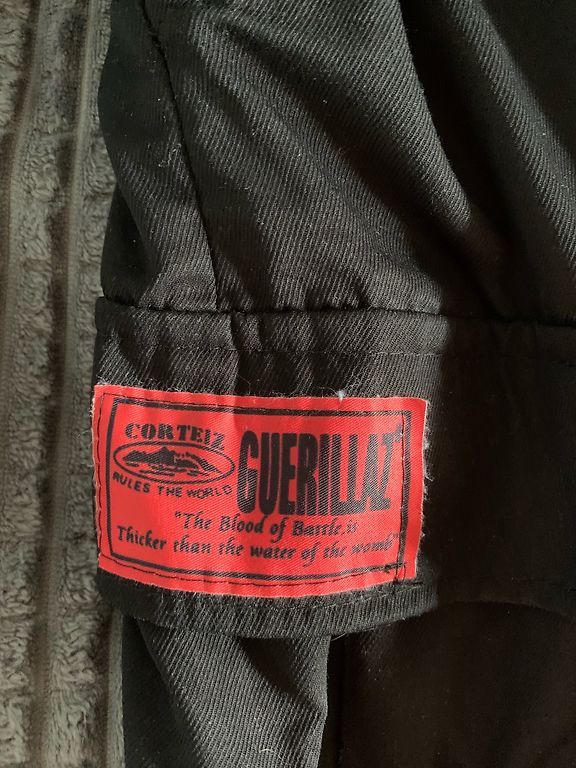 CORTEIZ
RULES THE WORLD
GUERILLAZ
"The Blood of Battle is
Thicker than the water of the womb"